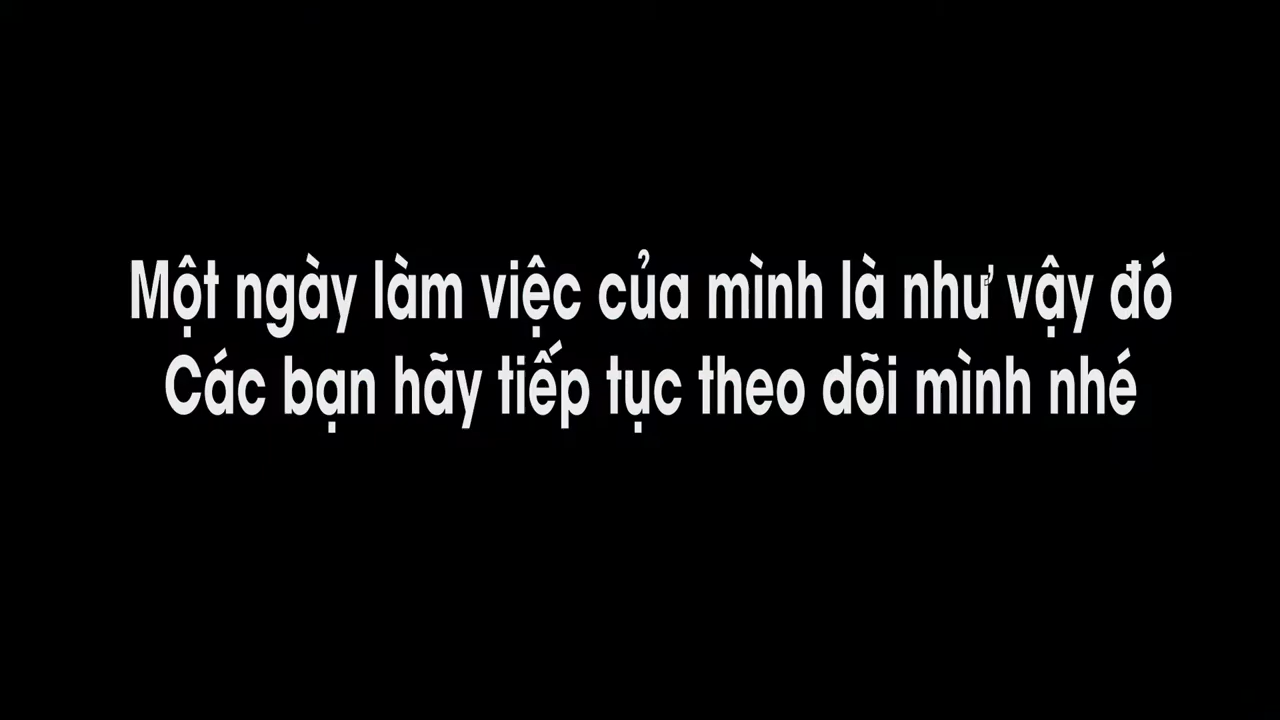 Một ngày làm việc của mình là như vậy đó
Các bạn hãy tiếp tục theo dõi mình nhé